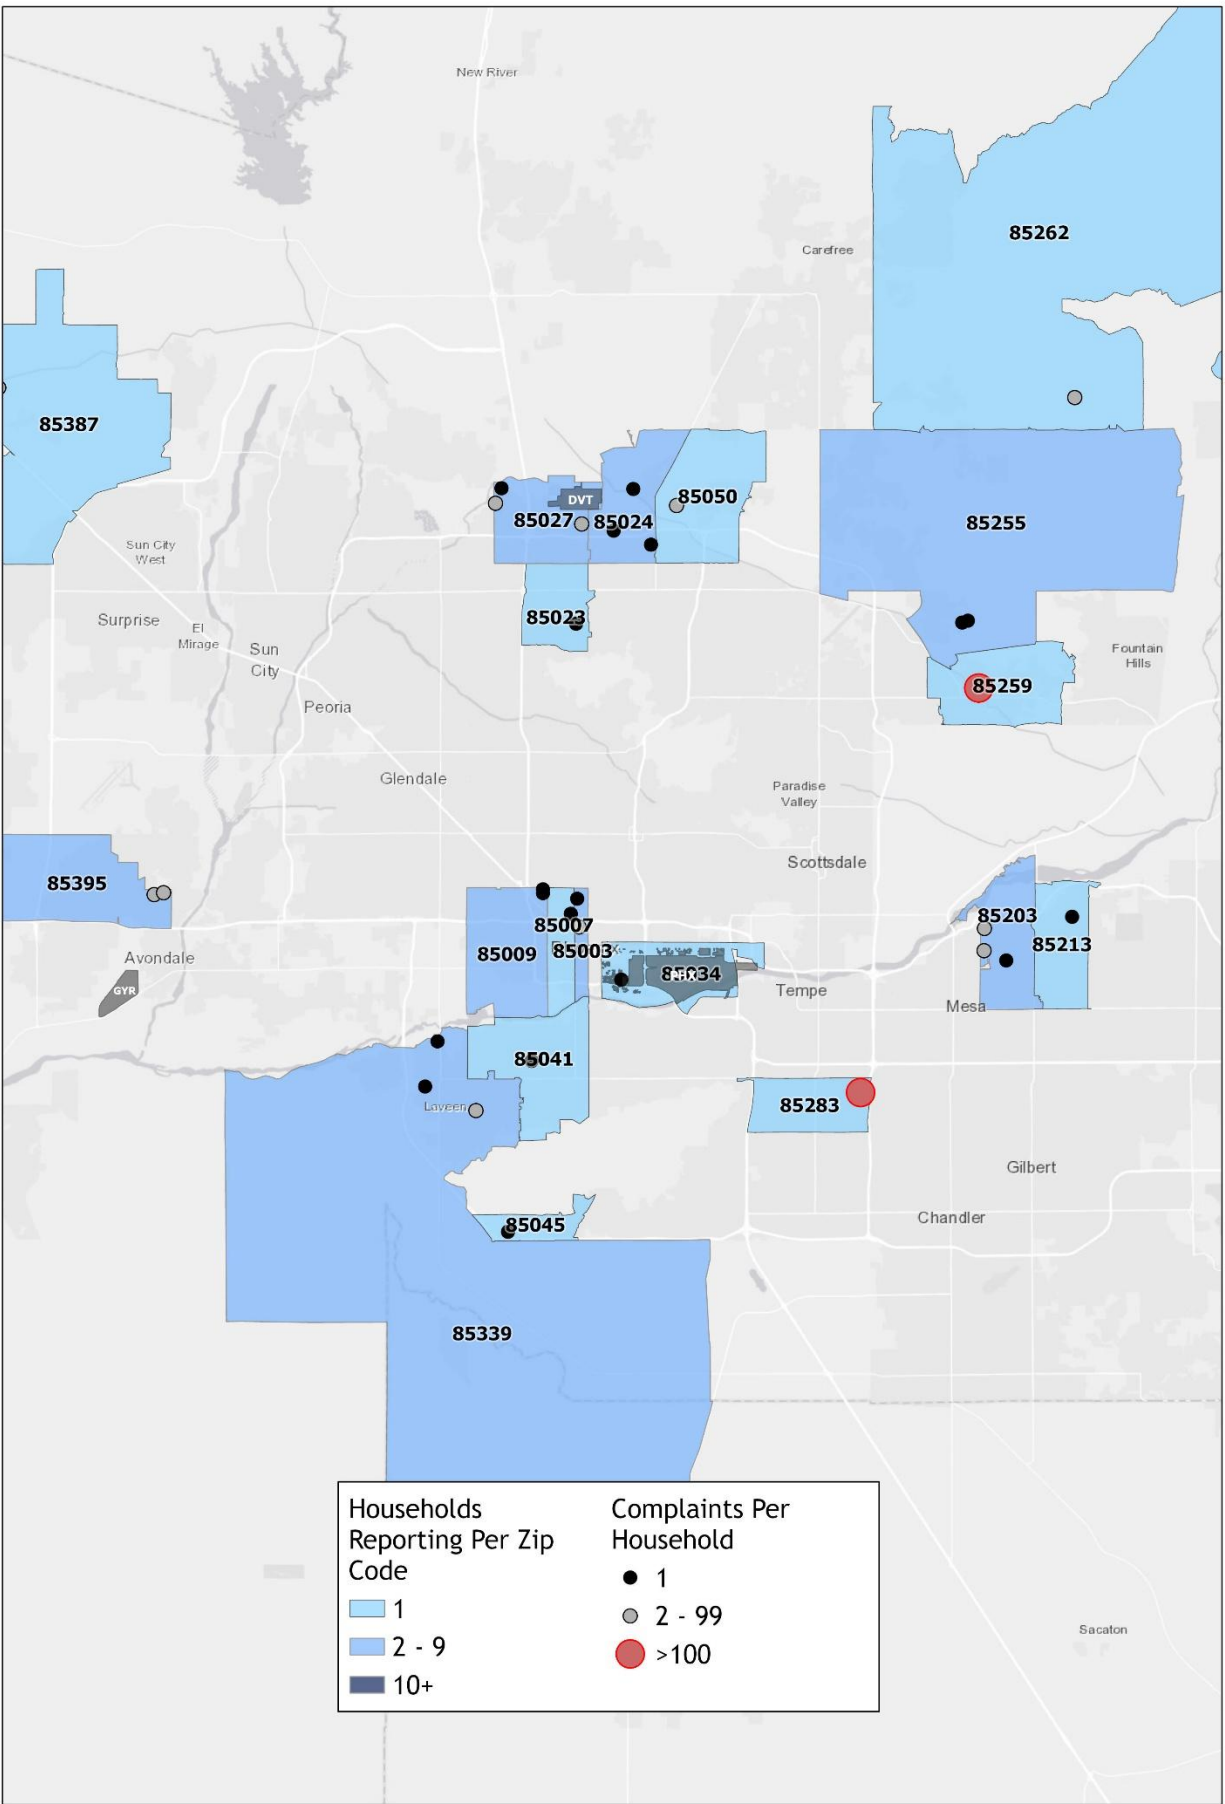 New River
85262
Carefree
85387
85050
DVT
85027
85024
85255
Sun City
West
85023
Surprise
El
Mirage
Sun
City
Fountain
Hills
85259
Peoria
Glendale
Paradise
Valley
Scottsdale
85395
85203
85007
85213
85009
85003
Avondale
85034
PHX
GYR
Tempe
Mesa
85041
85283
Laveen
Gilbert
Chandler
85045
85339
Households
Reporting Per Zip
Code
1
2 - 9
10+
Complaints Per
Household
1
2 - 99
>100
Sacaton